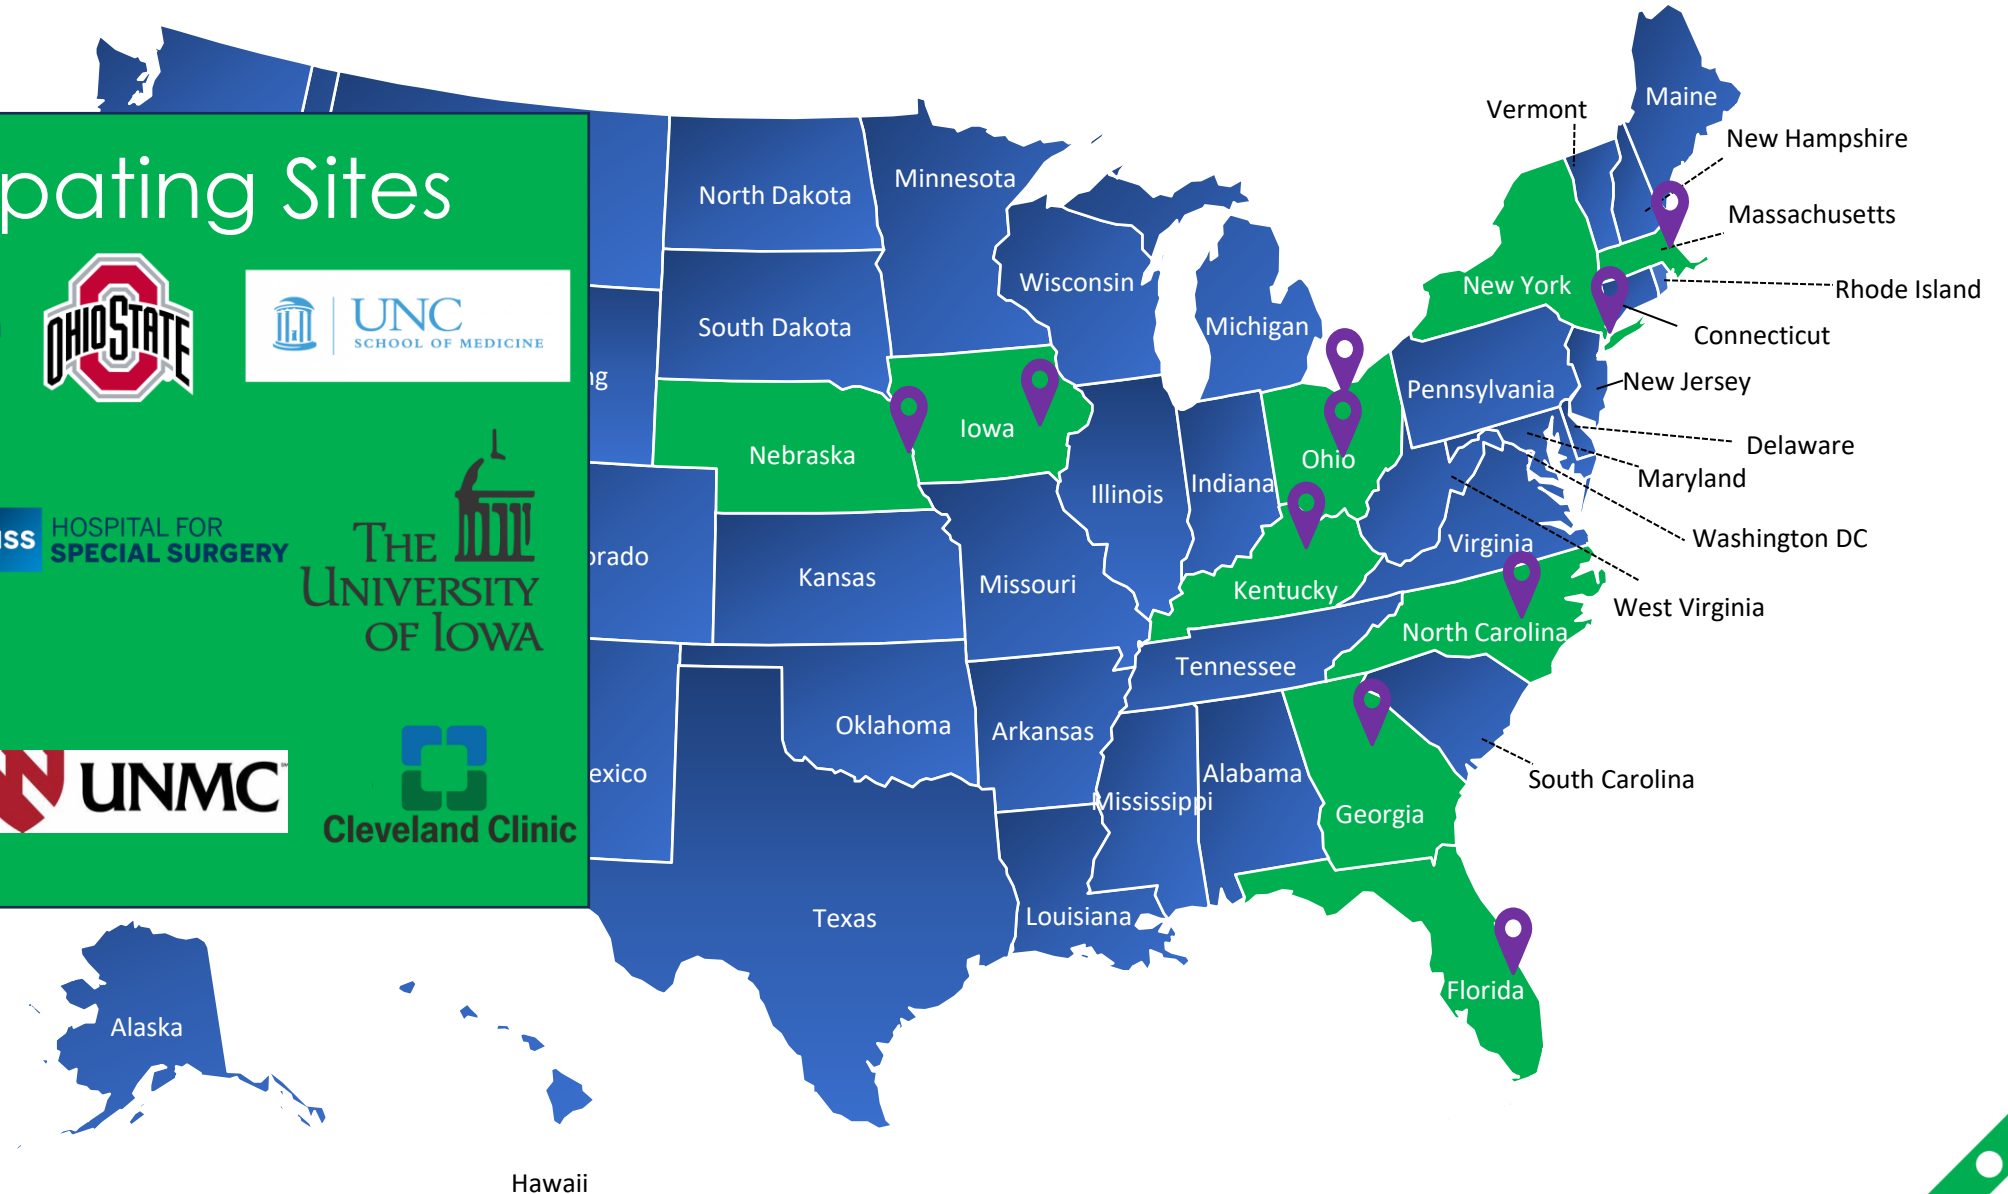 pating Sites
OHIO STATE
UNC
SCHOOL OF MEDICINE
HSS
HOSPITAL FOR
SPECIAL SURGERY
THE
UNIVERSITY
OF IOWA
UNMC
Cleveland Clinic
Maine
Vermont
New Hampshire
Massachusetts
Rhode Island
Connecticut
New York
New Jersey
Pennsylvania
Delaware
Maryland
Washington DC
West Virginia
Virginia
North Carolina
South Carolina
Georgia
Florida
North Dakota
Minnesota
Wisconsin
Michigan
South Dakota
ng
Iowa
Nebraska
Illinois
Indiana
Ohio
Kentucky
orado
Kansas
Missouri
Tennessee
Oklahoma
Arkansas
exico
Mississippi
Alabama
Texas
Louisiana
Alaska
Hawaii